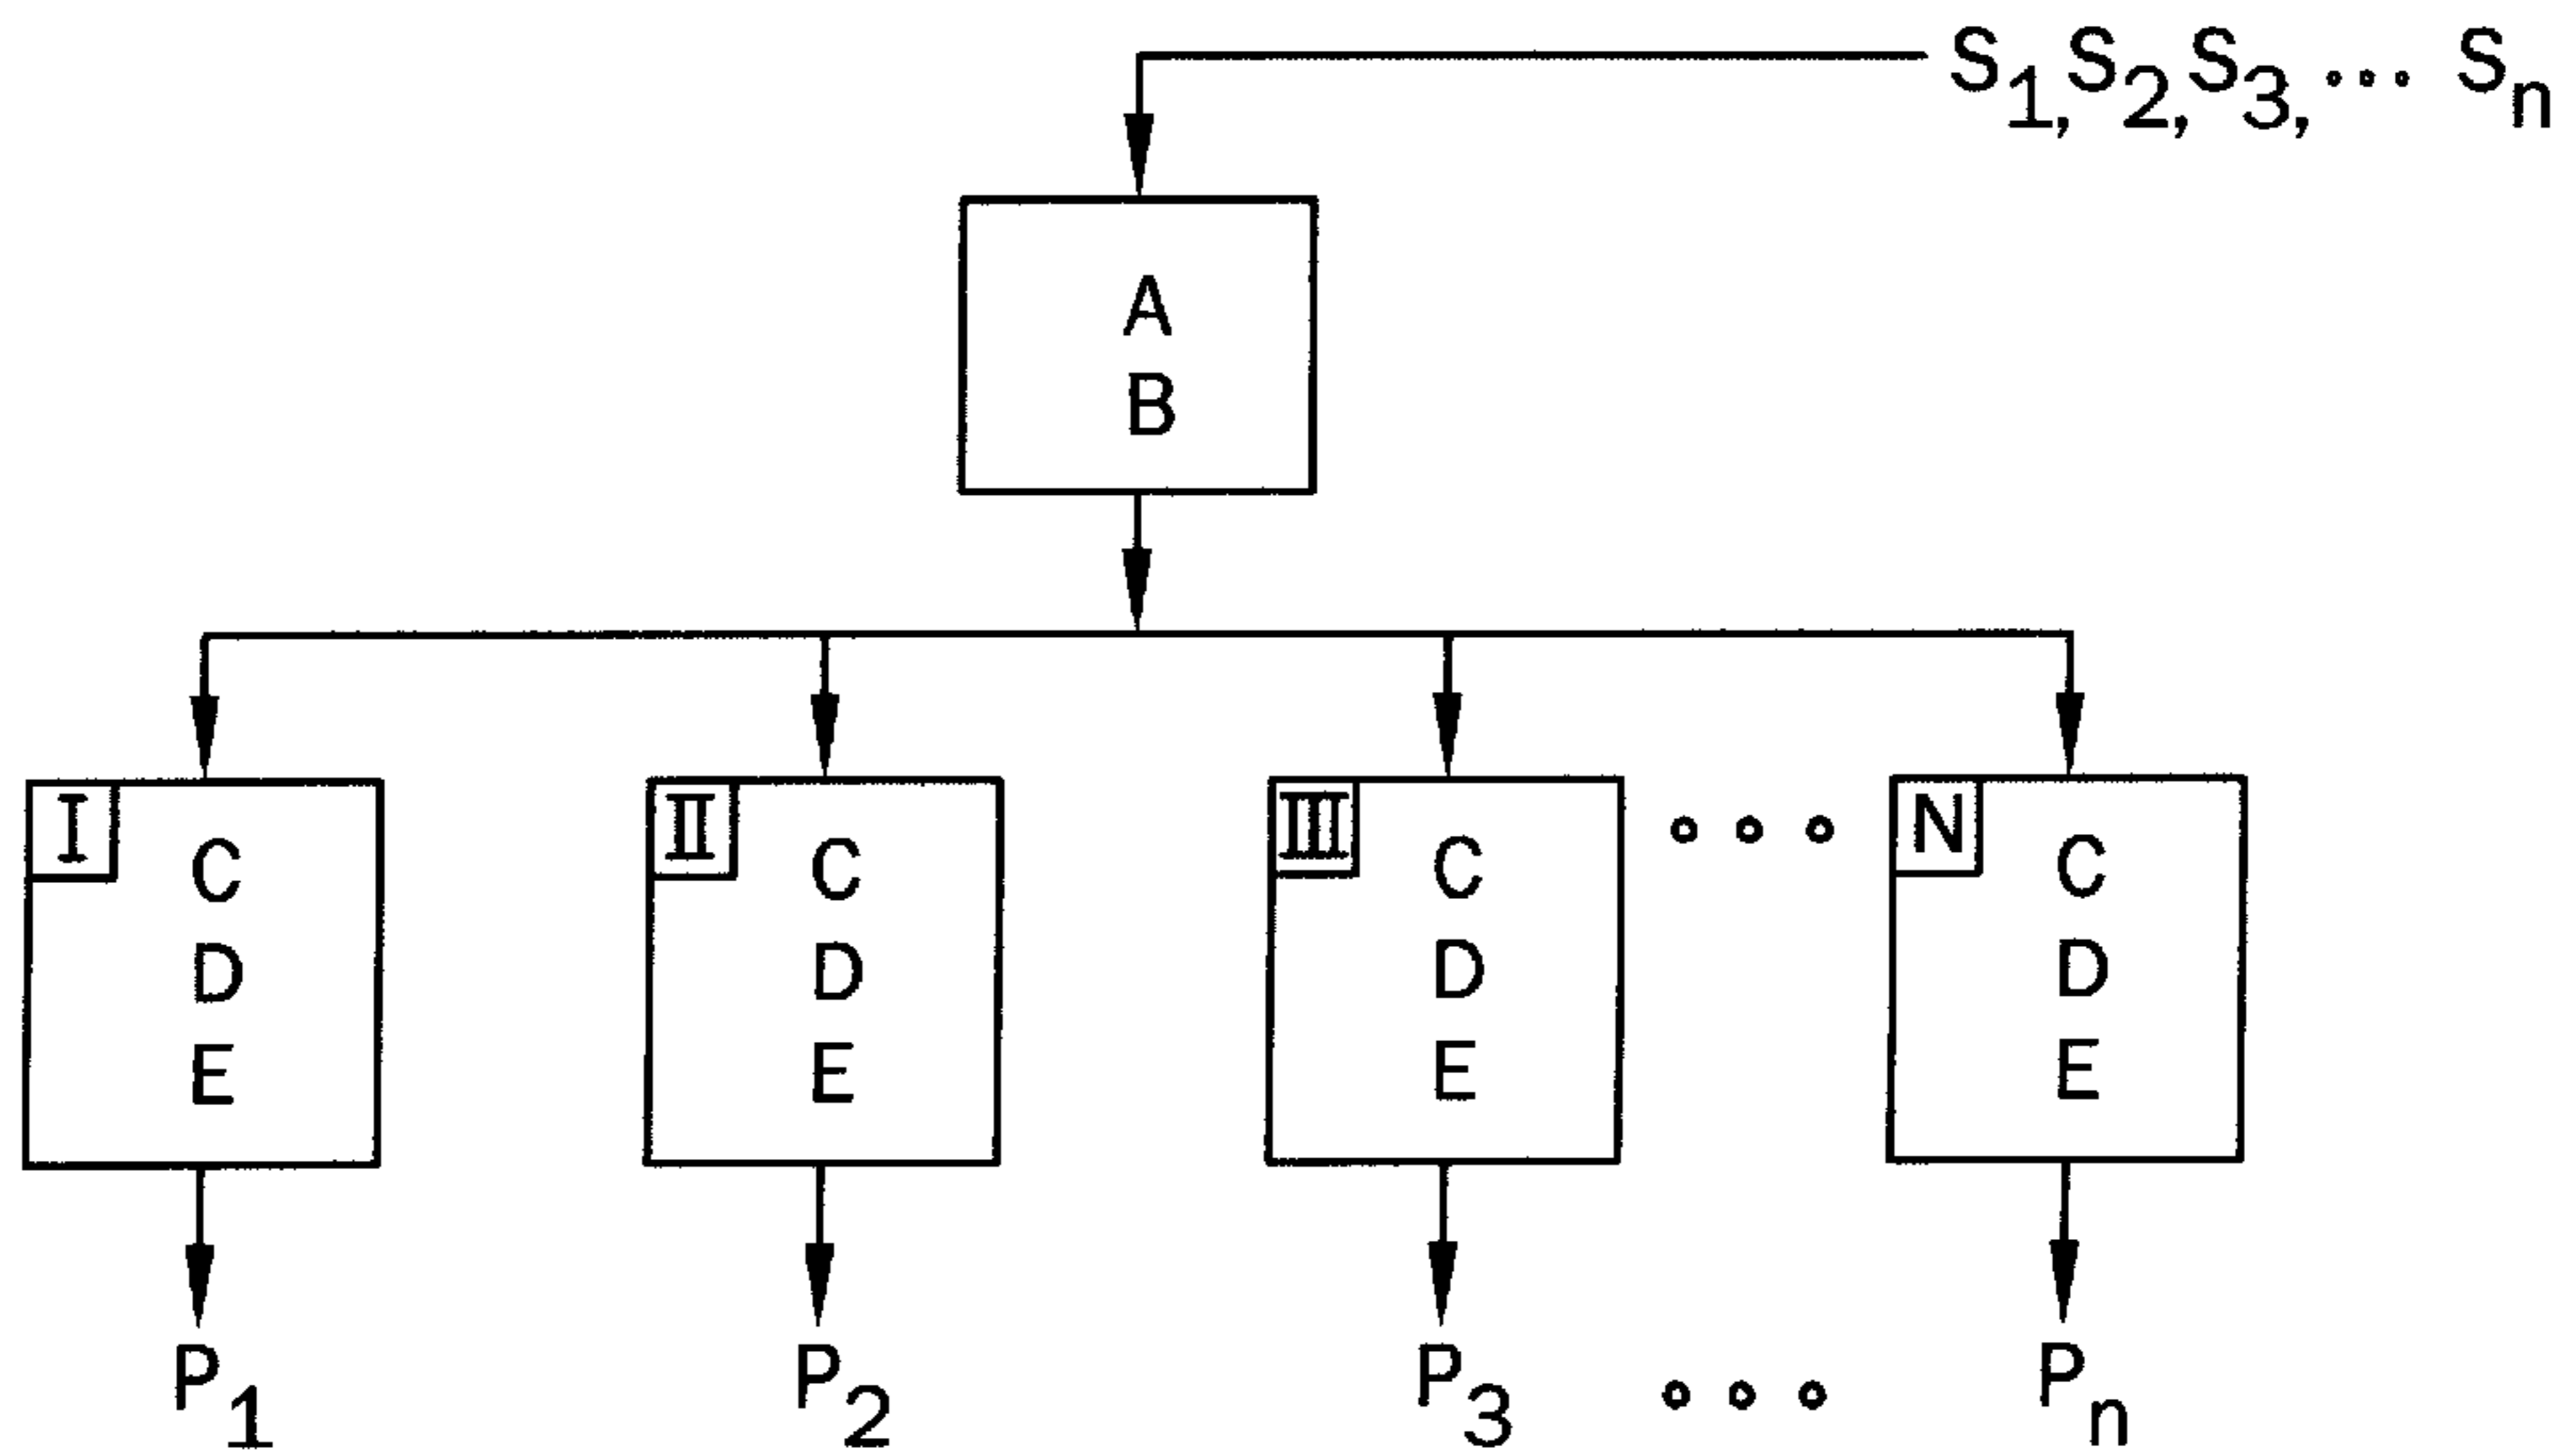 S1, S2, S3, ... Sn
A
B
I II III ... N
C C C C
D D D D
E E E E
P1 P2 P3 ... Pn